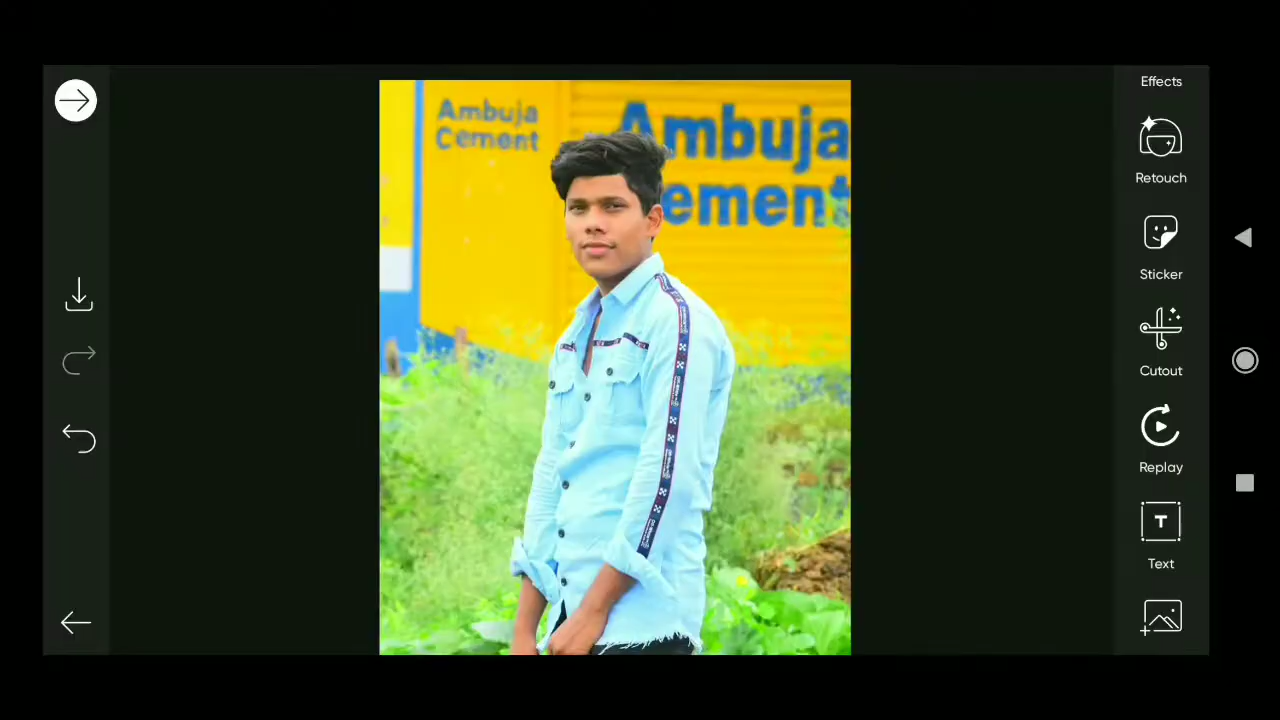 Effects
Ambuja
Cement
Ambuja
ement
Retouch
Sticker
Cutout
Replay
T
Text